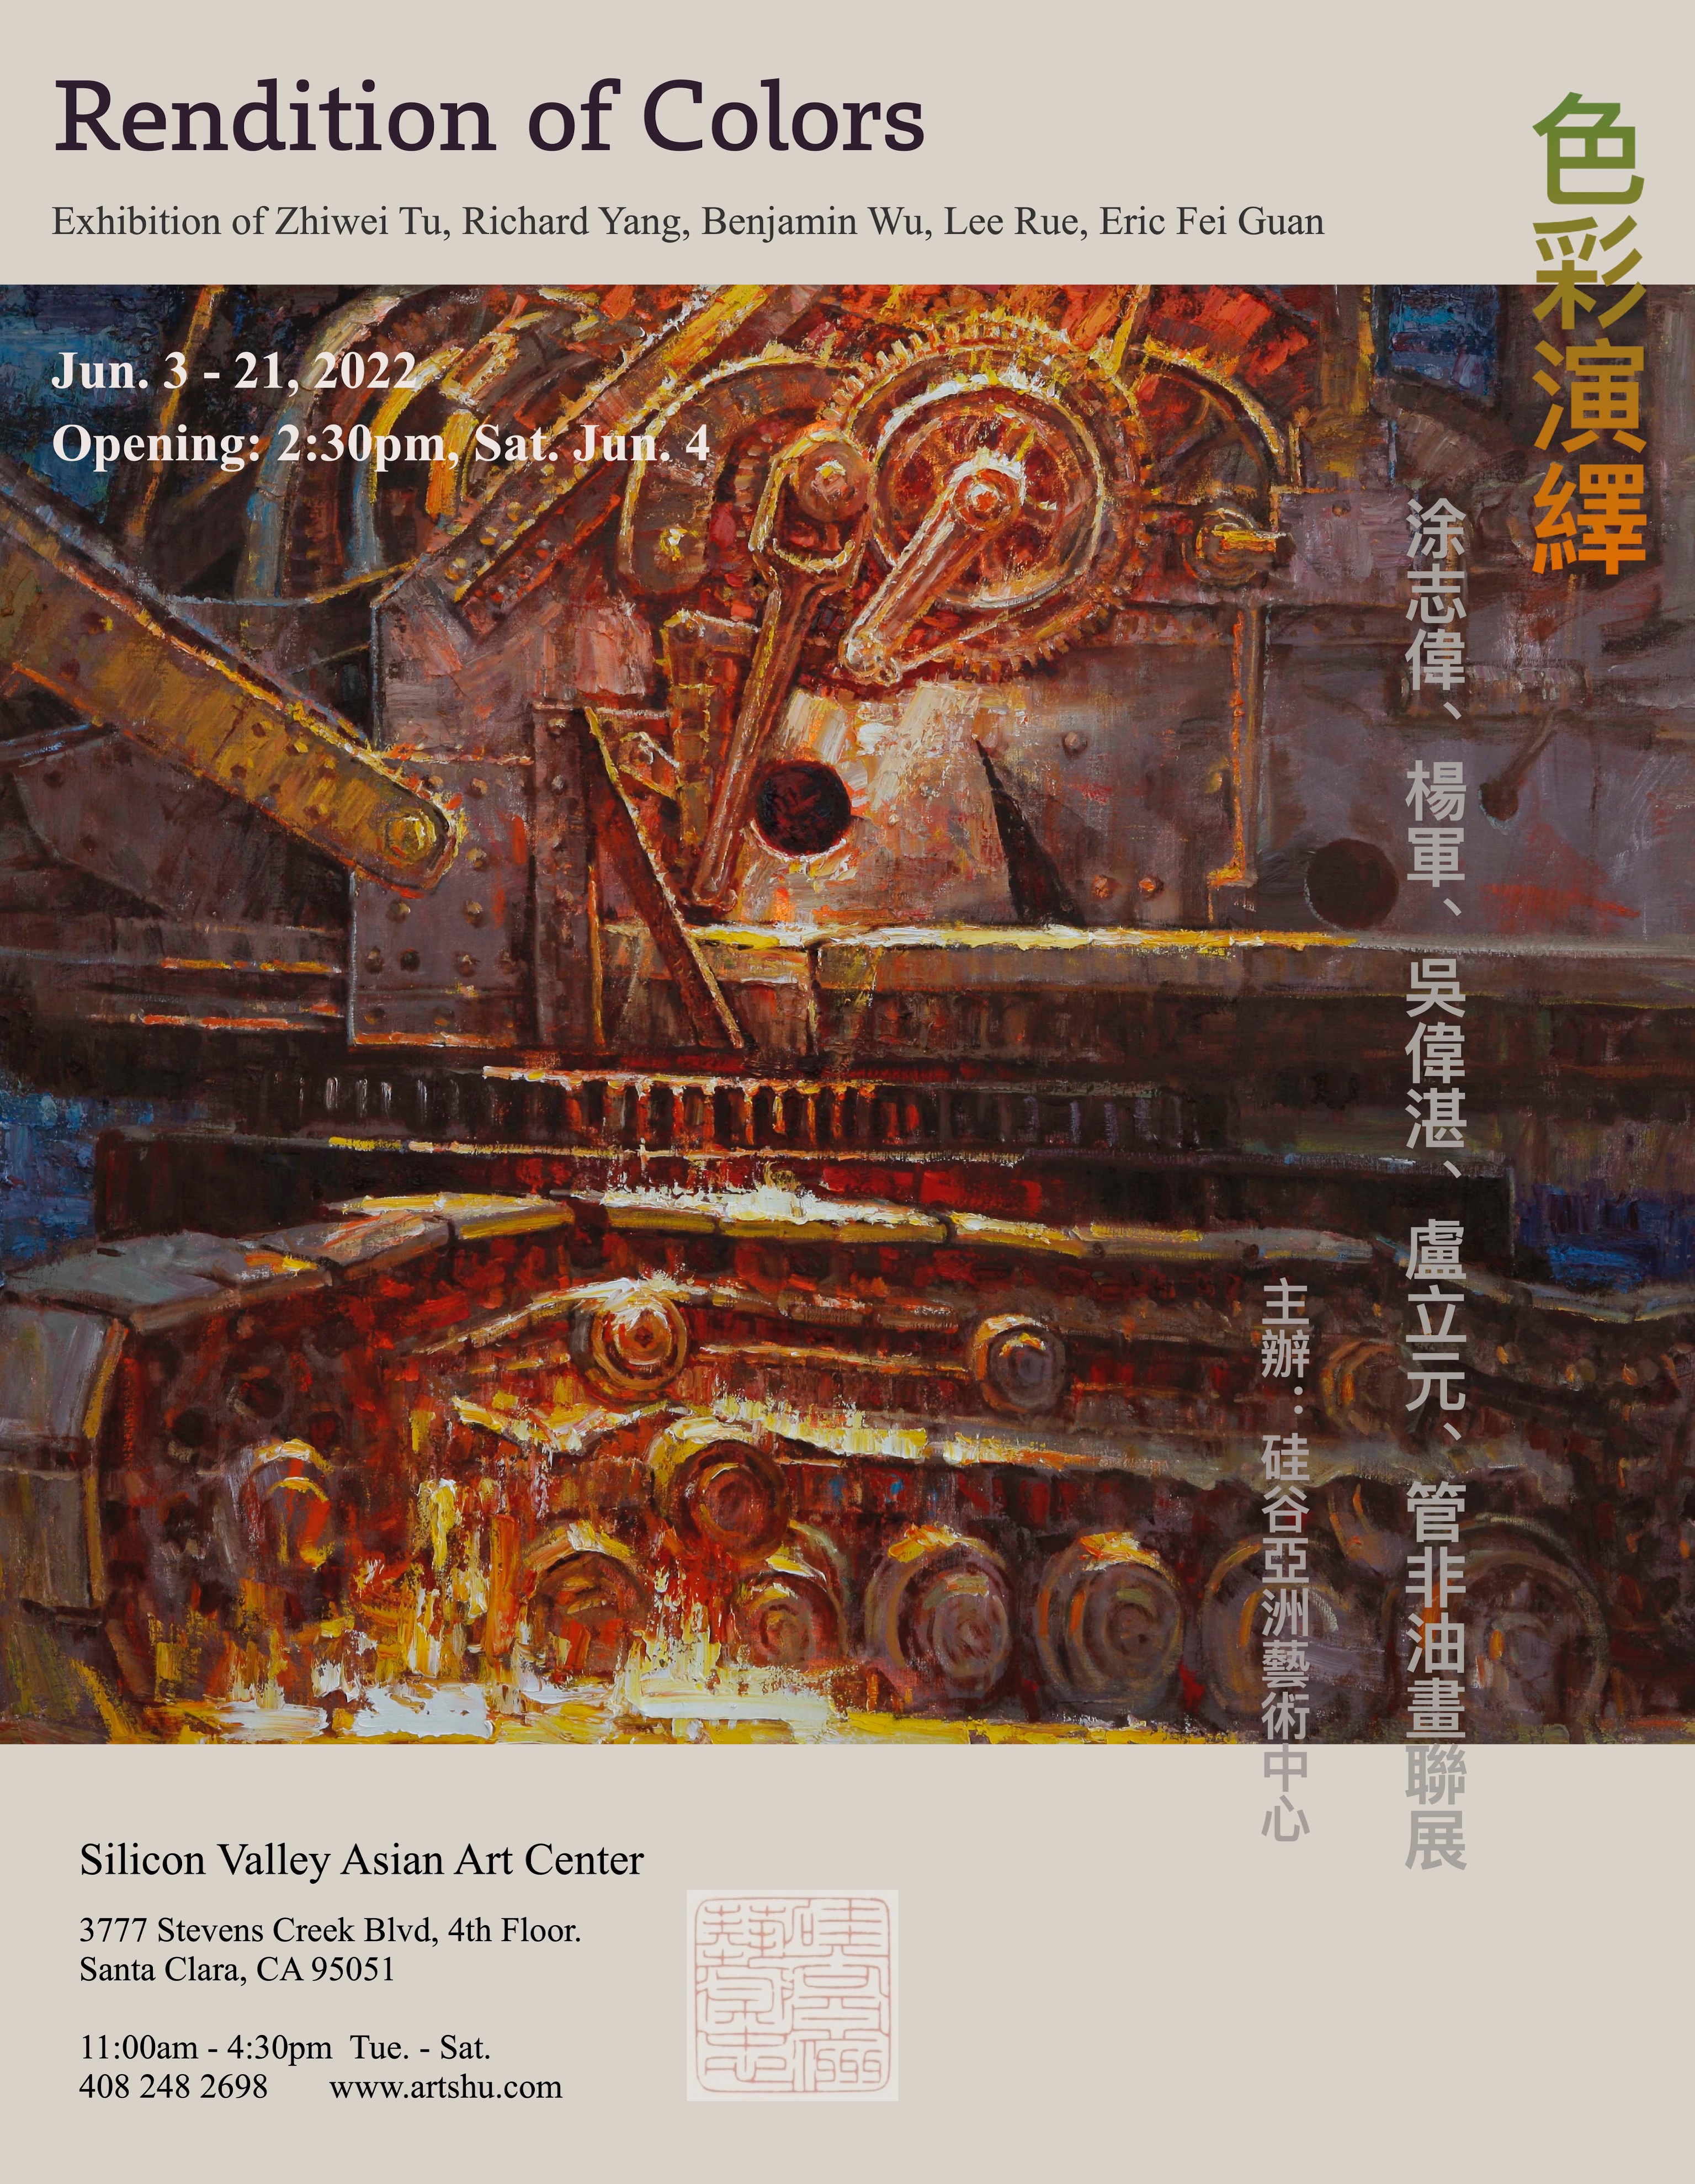 Rendition of Colors
Exhibition of Zhiwei Tu, Richard Yang, Benjamin Wu, Lee Rue, Eric Fei Guan
色彩演繹
Jun. 3 - 21, 2022
Opening: 2:30pm, Sat. Jun. 4
涂志偉、楊軍、吳偉湛、盧立元、管非油畫聯展
主辦：硅谷亞洲藝術中心
Silicon Valley Asian Art Center
3777 Stevens Creek Blvd, 4th Floor.
Santa Clara, CA 95051
11:00am - 4:30pm Tue. - Sat.
408 248 2698 www.artshu.com